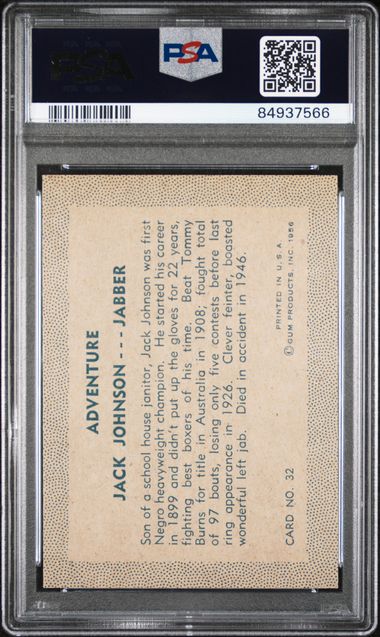 PSA
PSA
84937566
ADVENTURE
JACK JOHNSON---JABBER
Son of a school house janitor, Jack Johnson was first
Negro heavyweight champion. He started his career
in 1899 and didn't put up the gloves for 22 years,
fighting best boxers of his time. Beat Tommy
Burns for title in Australia in 1908; fought total
of 97 bouts, losing only five contests before last
ring appearance in 1926. Clever feinter, boasted
wonderful left jab. Died in accident in 1946.
CARD NO. 32
PRINTED IN U.S.A.
©GUM PRODUCTS, INC. 1956